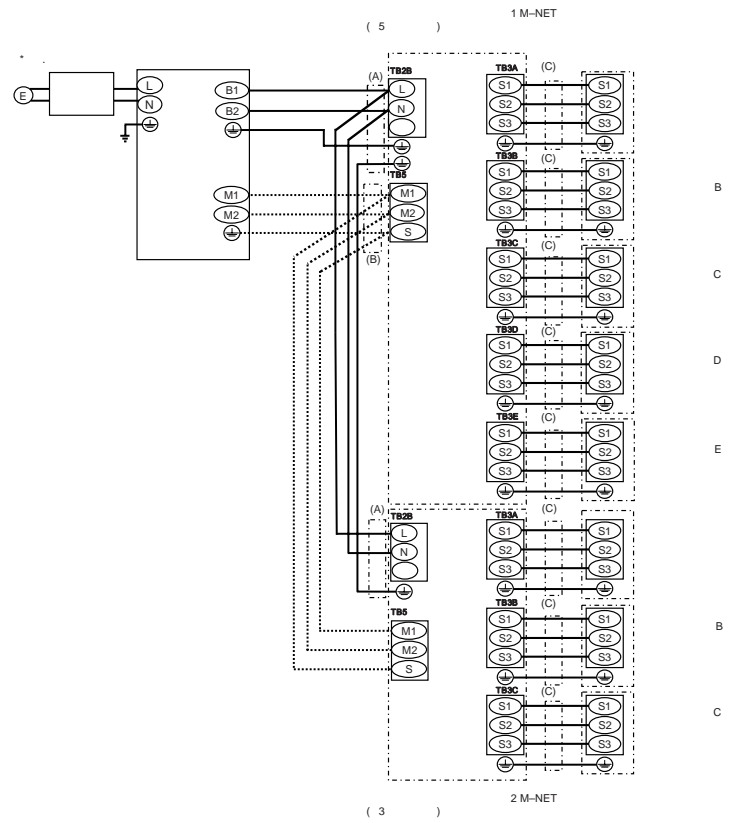 1 M–NET
( 5 )
* .
TB2B
TB3A
(C)
(A)
E
L
N
B1
B2
M1
M2
L
N
TB5
M1
M2
S
(B)
S1 S1
S2 S2
S3 S3
TB3B
(C)
S1 S1
S2 S2
S3 S3
B
TB3C
(C)
S1 S1
S2 S2
S3 S3
C
TB3D
(C)
S1 S1
S2 S2
S3 S3
D
TB3E
(C)
S1 S1
S2 S2
S3 S3
E
(A)
TB2B
L
N
TB5
M1
M2
S
TB3A
(C)
S1 S1
S2 S2
S3 S3
TB3B
(C)
S1 S1
S2 S2
S3 S3
B
TB3C
(C)
S1 S1
S2 S2
S3 S3
C
2 M–NET
( 3 )